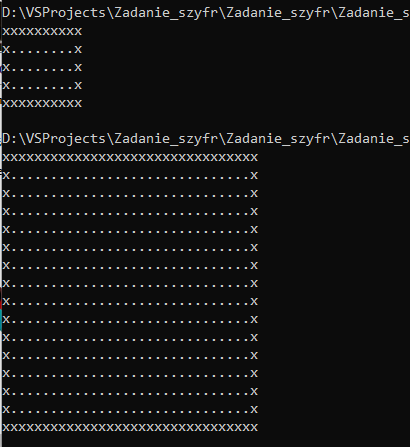 D:\VSProjects\Zadanie_szyfr\Zadanie_szyfr\Zadanie_s
xxxxxxxxxx
x........x
x........x
x........x
xxxxxxxxxx
D:\VSProjects\Zadanie_szyfr\Zadanie_szyfr\Zadanie_s
xxxxxxxxxxxxxxxxxxxxxxxxxxxxxxxx
x..............................x
x..............................x
x..............................x
x..............................x
x..............................x
x..............................x
x..............................x
x..............................x
x..............................x
x..............................x
x..............................x
x..............................x
x..............................x
x..............................x
xxxxxxxxxxxxxxxxxxxxxxxxxxxxxxxx